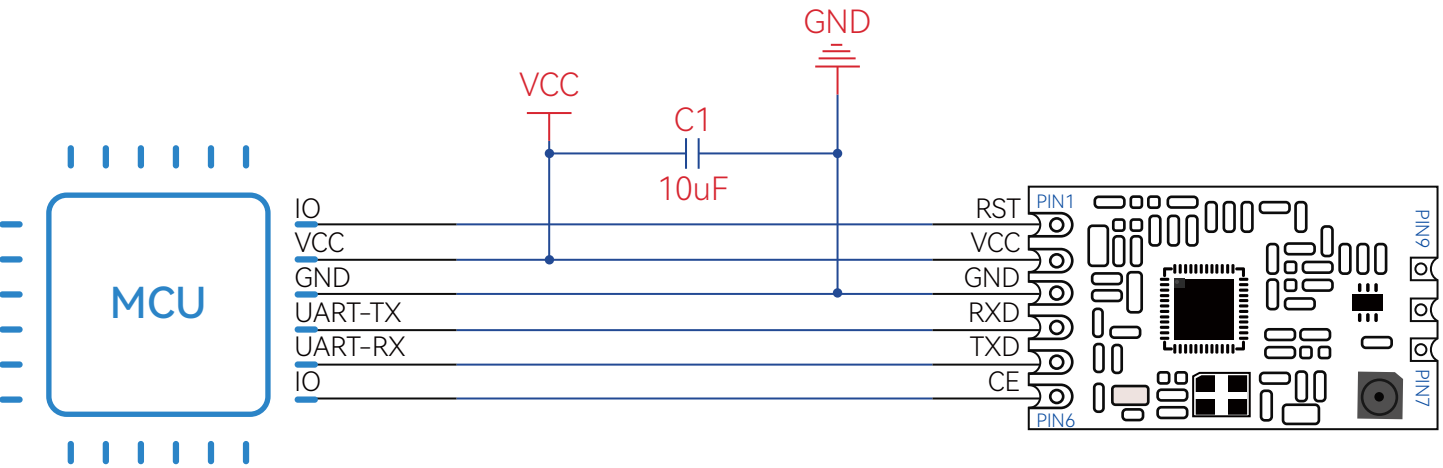 GND
VCC
C1
10uF
IO
VCC
GND
UART-TX
UART-RX
IO
MCU
RST
VCC
GND
RXD
TXD
CE
PIN1
PIN6
PIN9
PIN7